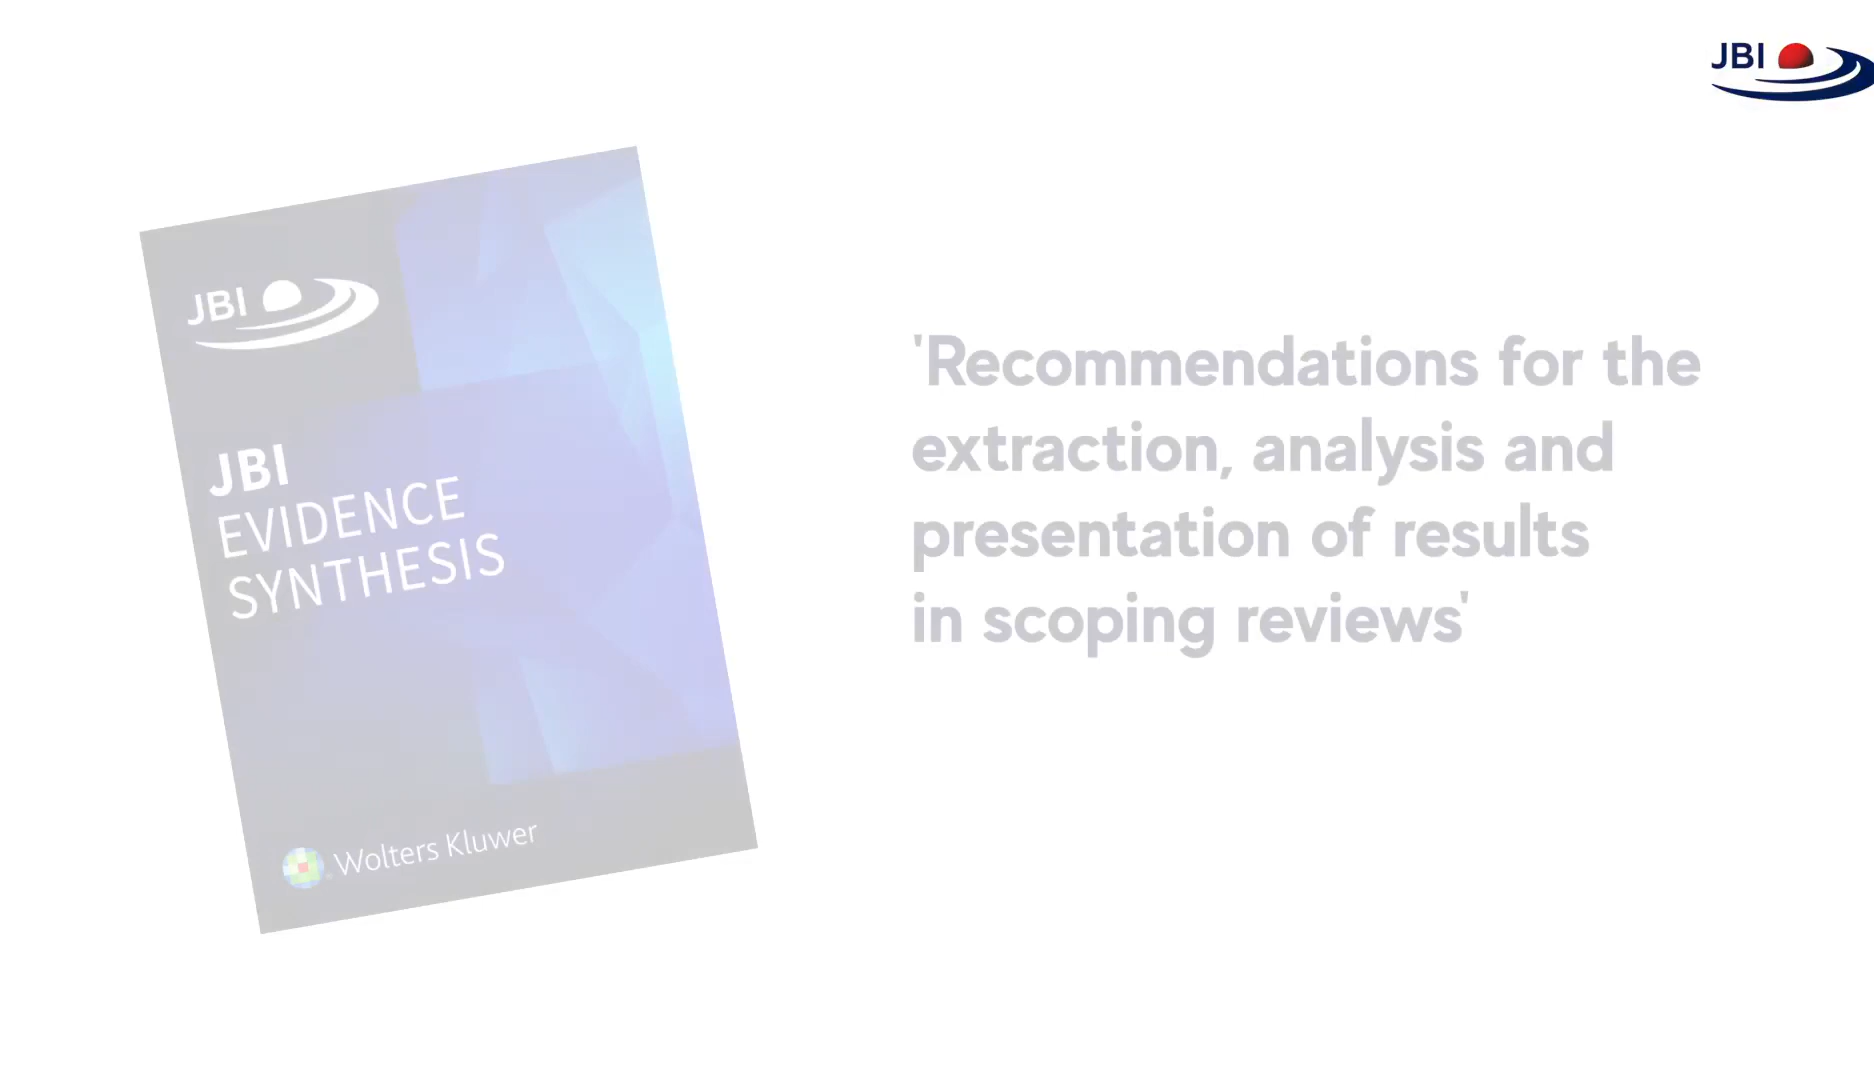 JBI
JBI
JBI
EVIDENCE
SYNTHESIS
Wolters Kluwer
'Recommendations for the
extraction, analysis and
presentation of results
in scoping reviews'